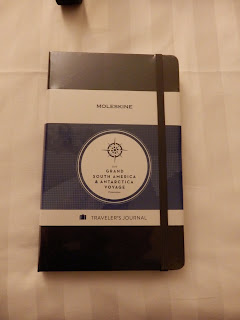 MOLESKINE
GRAND
SOUTH AMERICA
& ANTARCTICA
VOYAGE
TRAVELER'S JOURNAL